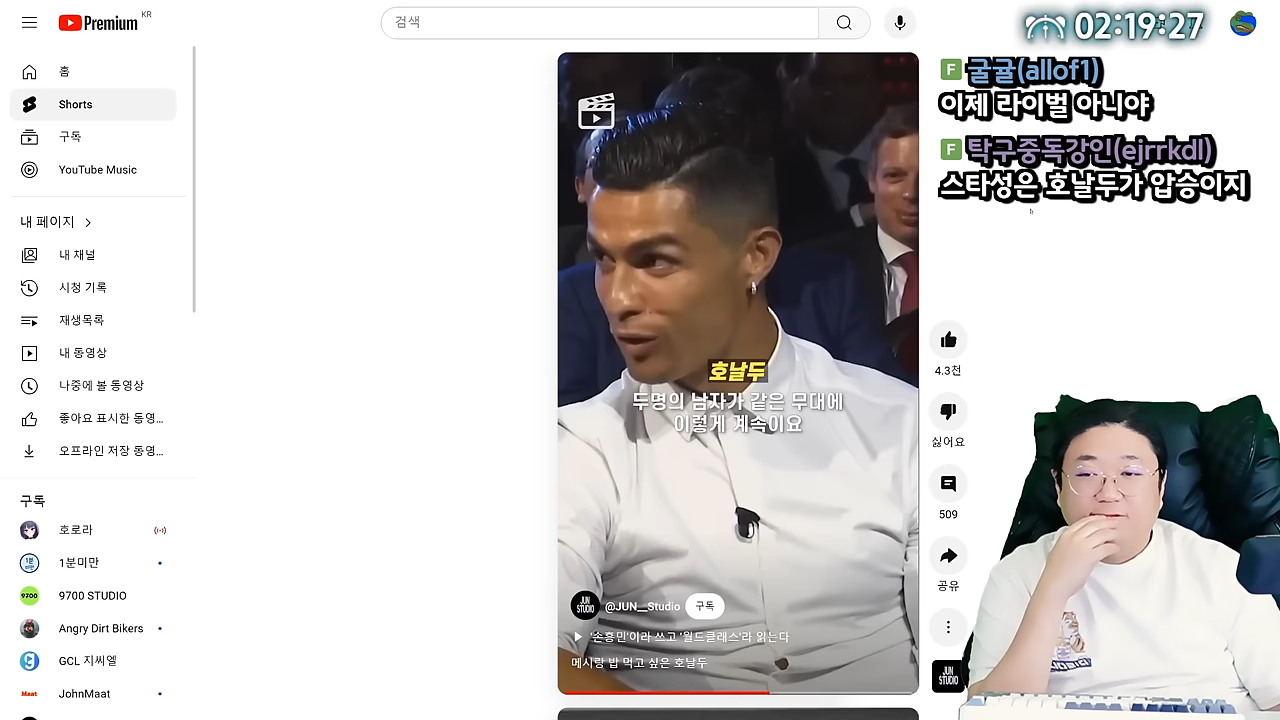 Premium
KR
검색
02:19:27
홈
Shorts
구독
YouTube Music
내 페이지
내 채널
시청 기록
재생목록
내 동영상
나중에 볼 동영상
좋아요 표시한 동영...
오프라인 저장 동영...
구독
호로라
1분미만
9700 STUDIO
Angry Dirt Bikers
GCL 지씨엘
JohnMaat
호날두
두명의 남자가 같은 무대에
이렇게 계속이요
JUN STUDIO
@JUN__Studio
구독
'손흥민'이라 쓰고 '월드클래스'라 읽는다
메시랑 밥 먹고 싶은 호날두
F 굴귤(allof1)
이제 라이벌 아니야
F 탁구중독강인(ejrrkdl)
스타성은 호날두가 압승이지
4.3천
싫어요
509
공유
JUN
STUDIO